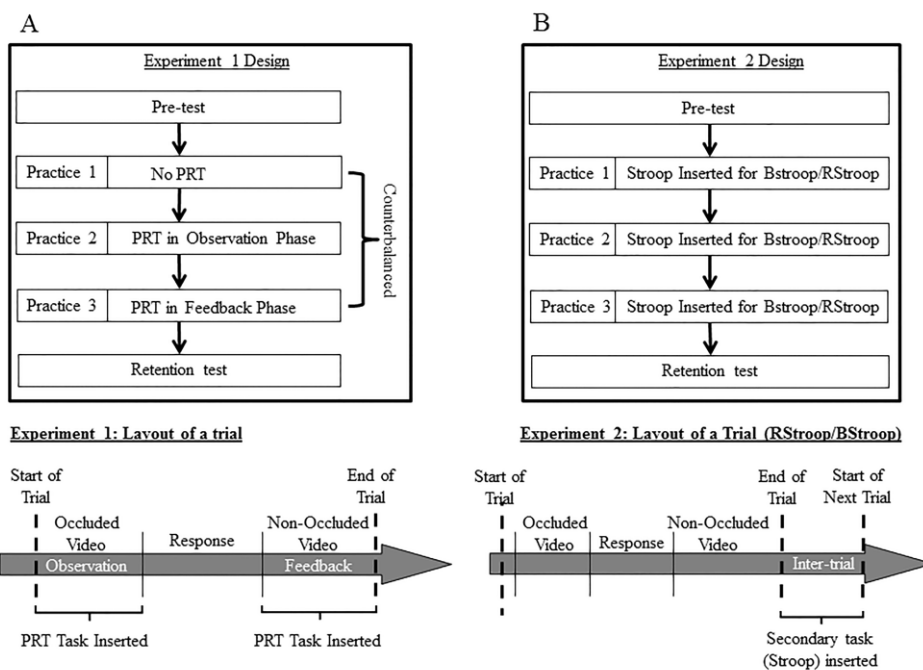 A
Experiment 1 Design
Pre-test
Practice 1 No PRT
Practice 2 PRT in Observation Phase
Practice 3 PRT in Feedback Phase
Retention test
Counterbalanced
Experiment 1: Layout of a trial
Start of
Trial
Occluded
Video
Observation
Response
Non-Occluded
Video
Feedback
End of
Trial
PRT Task Inserted
PRT Task Inserted
B
Experiment 2 Design
Pre-test
Practice 1 Stroop Inserted for Bstroop/RStroop
Practice 2 Stroop Inserted for Bstroop/RStroop
Practice 3 Stroop Inserted for Bstroop/RStroop
Retention test
Experiment 2: Layout of a Trial (RStroop/BStroop)
Start of
Trial
Occluded
Video
Response
Non-Occluded
Video
End of
Trial
Start of
Next Trial
Inter-trial
Secondary task
(Stroop) inserted